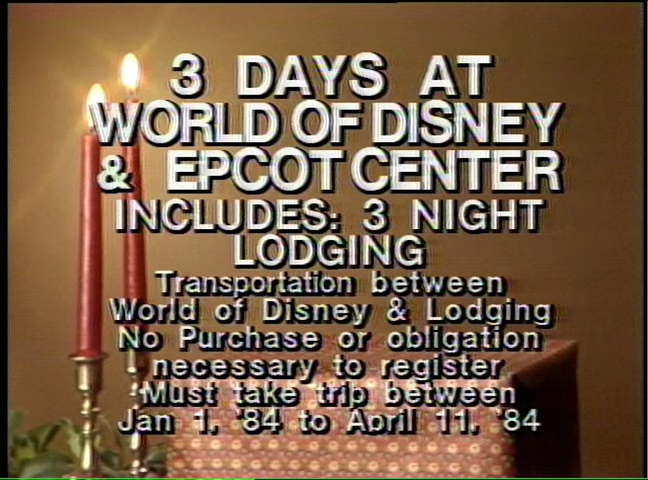 3 DAYS AT
WORLD OF DISNEY
& EPCOT CENTER
INCLUDES: 3 NIGHT
LODGING
Transportation between
World of Disney & Lodging
No Purchase or obligation
necessary to register
Must take trip between
Jan 1, '84 to April 11, '84